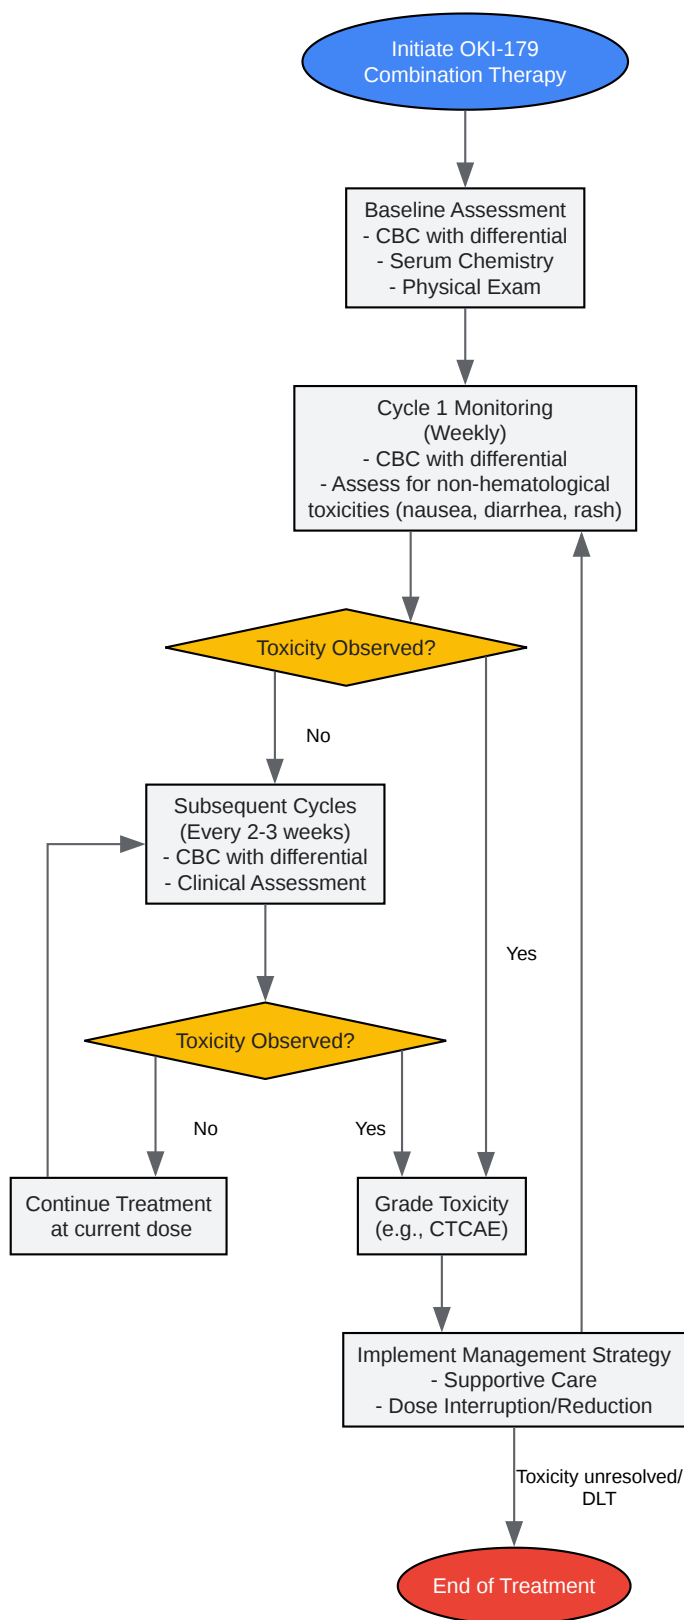 Initiate OKI-179
Combination Therapy
Baseline Assessment
- CBC with differential
- Serum Chemistry
- Physical Exam
Cycle 1 Monitoring
(Weekly)
- CBC with differential
- Assess for non-hematological
toxicities (nausea, diarrhea, rash)
Toxicity Observed?
No
Subsequent Cycles
(Every 2-3 weeks)
- CBC with differential
- Clinical Assessment
Yes
Toxicity Observed?
No
Yes
Continue Treatment
at current dose
Grade Toxicity
(e.g., CTCAE)
Implement Management Strategy
- Supportive Care
- Dose Interruption/Reduction
Toxicity unresolved/
DLT
End of Treatment